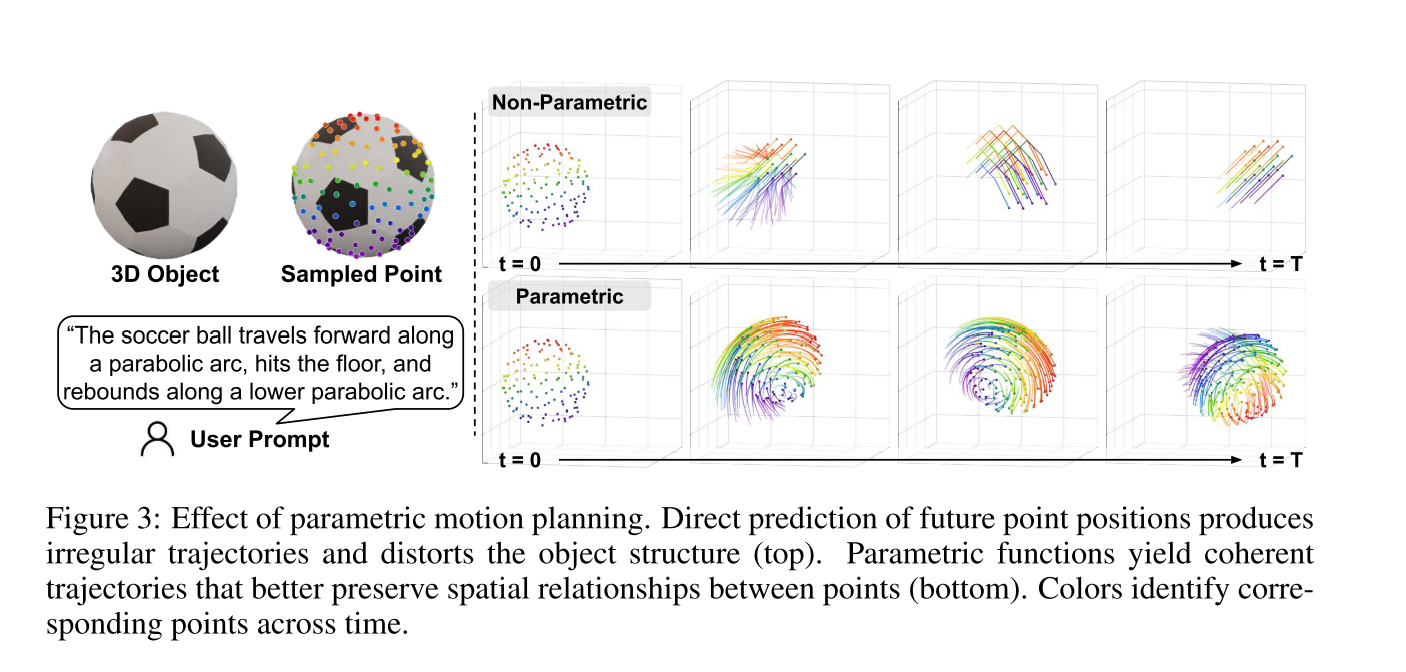 Non-Parametric
3D Object
Sampled Point
t = 0
t = T
Parametric
“The soccer ball travels forward along
a parabolic arc, hits the floor, and
rebounds along a lower parabolic arc.”
User Prompt
t = 0
t = T
Figure 3: Effect of parametric motion planning. Direct prediction of future point positions produces
irregular trajectories and distorts the object structure (top). Parametric functions yield coherent
trajectories that better preserve spatial relationships between points (bottom). Colors identify corre-
sponding points across time.